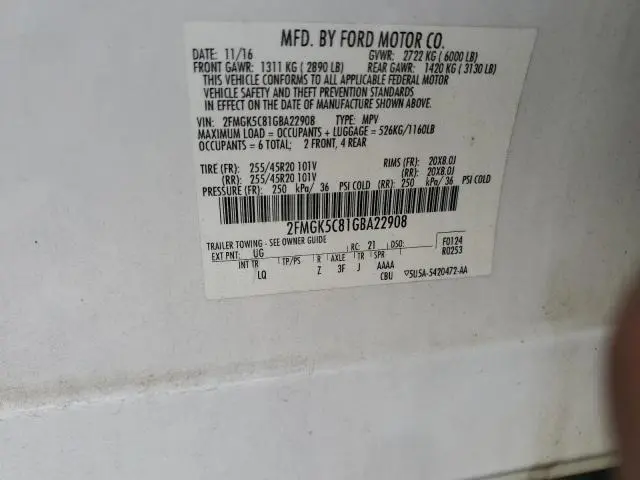 MFD. BY FORD MOTOR CO.
DATE: 11/16 GVWR: 2722 KG ( 6000 LB)
FRONT GAWR: 1311 KG ( 2890 LB) REAR GAWR: 1420 KG ( 3130 LB)
THIS VEHICLE CONFORMS TO ALL APPLICABLE FEDERAL MOTOR
VEHICLE SAFETY AND THEFT PREVENTION STANDARDS
IN EFFECT ON THE DATE OF MANUFACTURE SHOWN ABOVE.
VIN: 2FMGK5C81GBA22908 TYPE: MPV
MAXIMUM LOAD = OCCUPANTS + LUGGAGE = 526KG/1160LB
OCCUPANTS = 6 TOTAL; 2 FRONT, 4 REAR
TIRE (FR): 255/45R20 101V RIMS (FR): 20X8.0J
(RR): 255/45R20 101V (RR): 20X8.0J
PRESSURE (FR): 250 kPa/ 36 PSI COLD (RR): 250 kPa/ 36 PSI COLD
2FMGK5C81GBA22908
TRAILER TOWING - SEE OWNER GUIDE RC: 21 DSO: F0124
EXT PNT: UG R0253
INT TR TP/PS R AXLE TR SPR
LQ Z 3F J AAAA
CBU 5U5A-5420472-AA